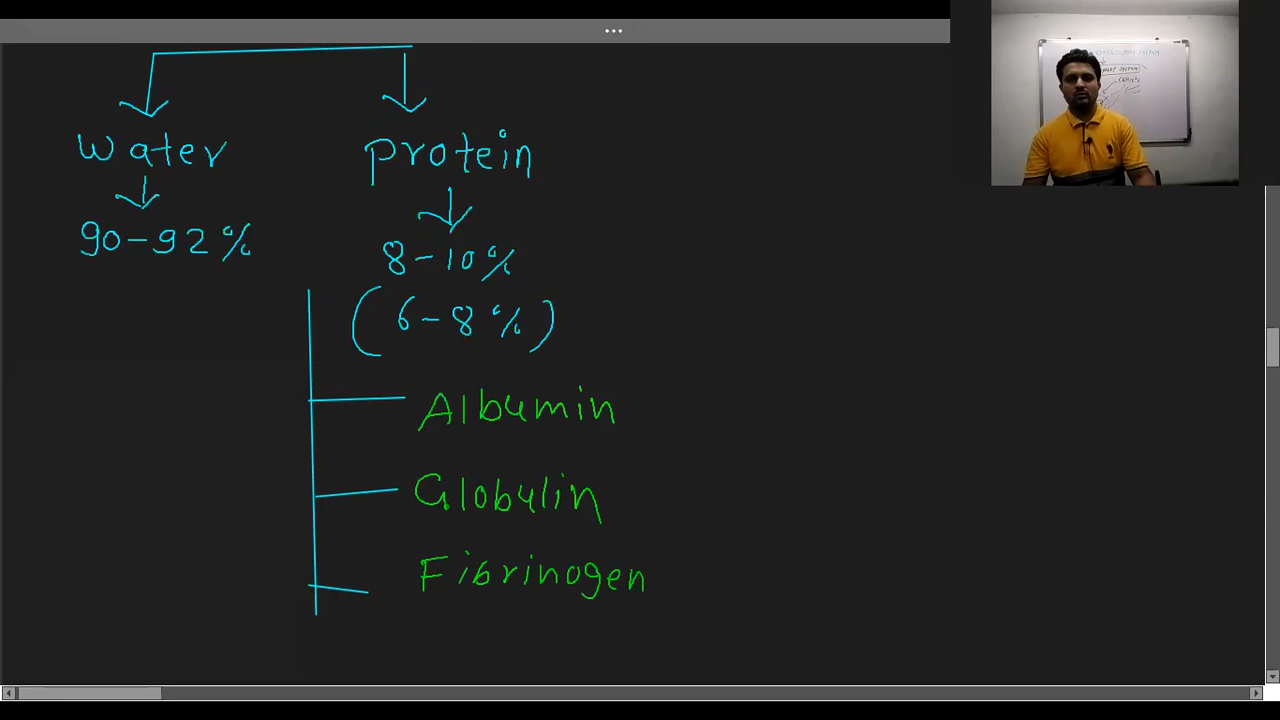 Water
90-92%
protein
8-10%
(6-8%)
Albumin
Globulin
Fibrinogen